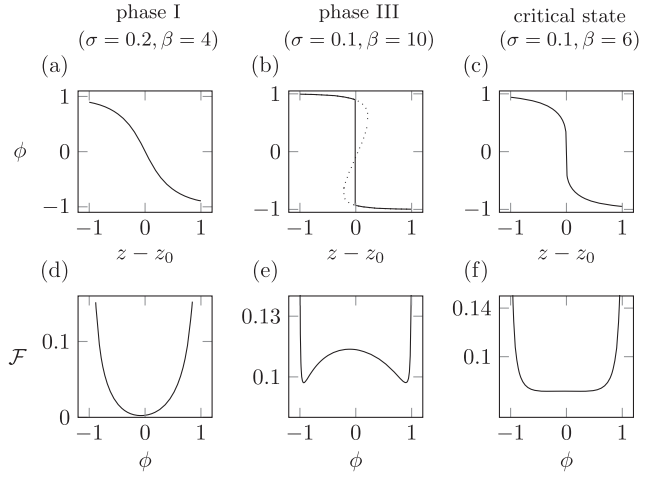 phase I phase III critical state
(σ = 0.2, β = 4) (σ = 0.1, β = 10) (σ = 0.1, β = 6)
(a) (b) (c)
1 1 1
ϕ 0 0 0
−1 −1 −1
−1 0 1 −1 0 1 −1 0 1
z − z₀ z − z₀ z − z₀
(d) (e) (f)
0.13 0.14
0.1
ℱ 0.1 0.1
0
−1 0 1 −1 0 1 −1 0 1
ϕ ϕ ϕ